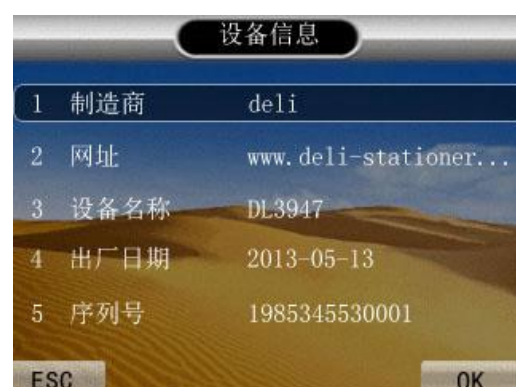 设备信息
1 制造商 deli
2 网址 www.deli-stationer...
3 设备名称 DL3947
4 出厂日期 2013-05-13
5 序列号 1985345530001
ESC OK